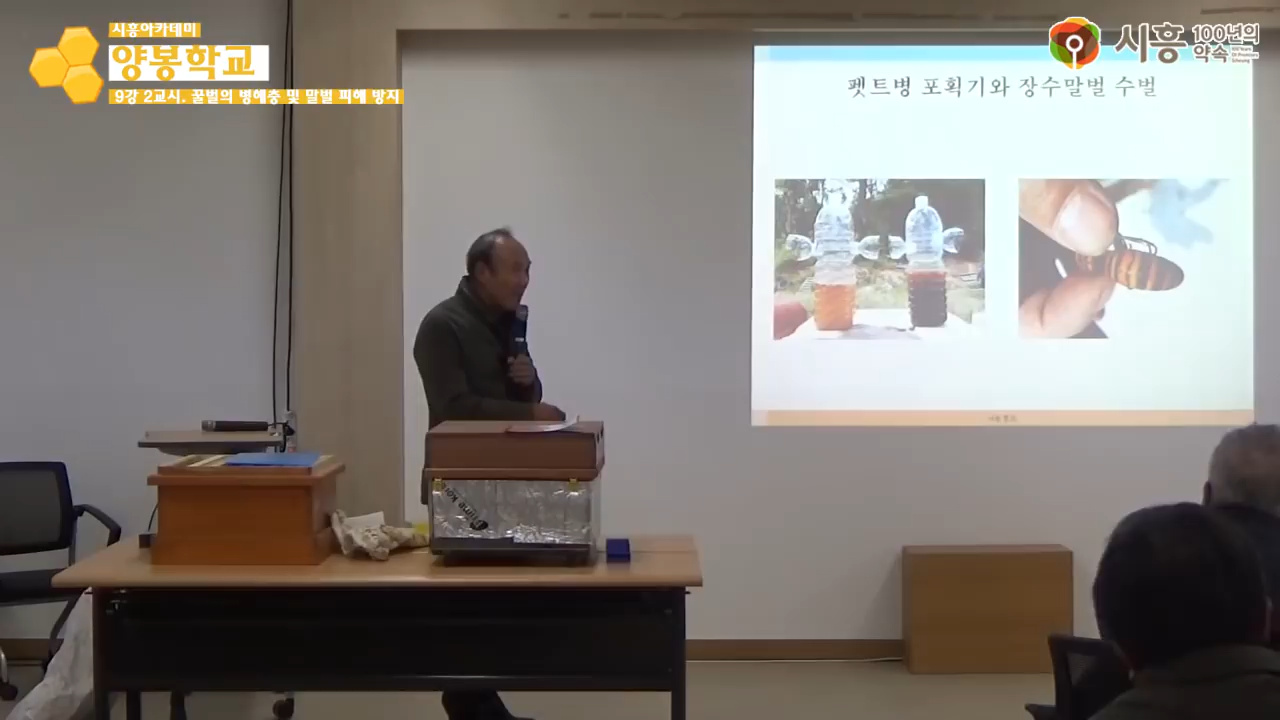 시흥아카데미
양봉학교
9강 2교시. 꿀벌의 병해충 및 말벌 피해 방지
시흥
100년의
약속
펫트병 포획기와 장수말벌 수벌